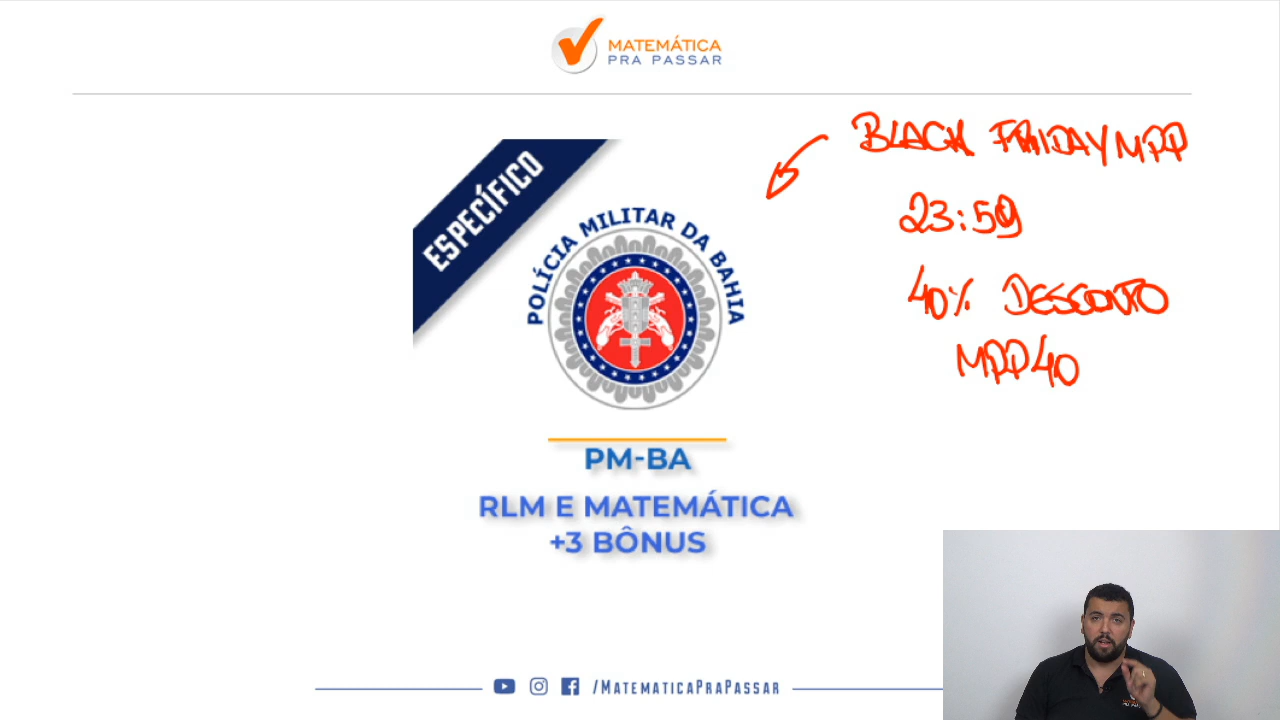 MATEMÁTICA
PRA PASSAR
BLACK FRIDAY MPP
23:59
40% DESCONTO
MPP40
ESPECÍFICO
POLÍCIA MILITAR DA BAHIA
PM-BA
RLM E MATEMÁTICA
+3 BÔNUS
/MATEMATICAPRAPASSAR